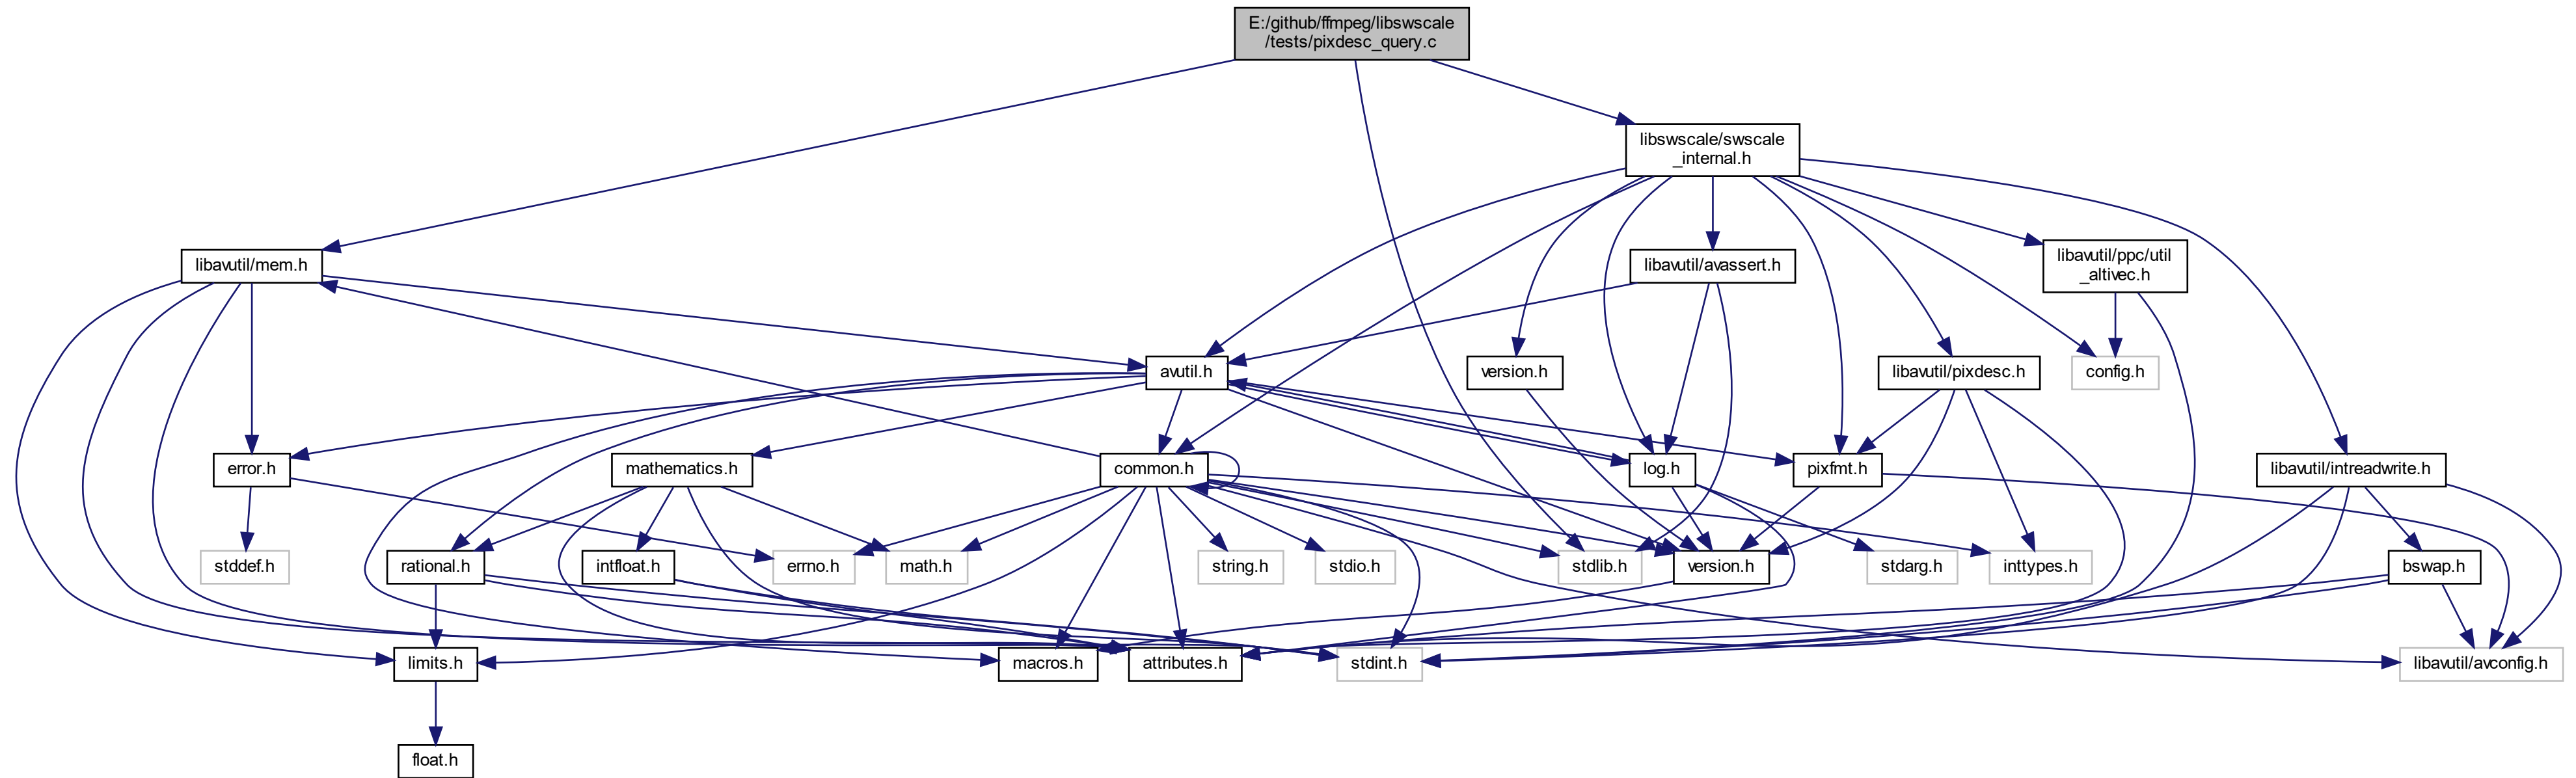 E:/github/ffmpeg/libswscale
/tests/pixdesc_query.c
libswscale/swscale
_internal.h
libavutil/mem.h
libavutil/avassert.h
libavutil/ppc/util
_altivec.h
avutil.h
version.h
libavutil/pixdesc.h
config.h
error.h
mathematics.h
common.h
log.h
pixfmt.h
libavutil/intreadwrite.h
stddef.h
rational.h
intfloat.h
errno.h
math.h
string.h
stdio.h
stdlib.h
version.h
stdarg.h
inttypes.h
bswap.h
limits.h
macros.h
attributes.h
stdint.h
libavutil/avconfig.h
float.h